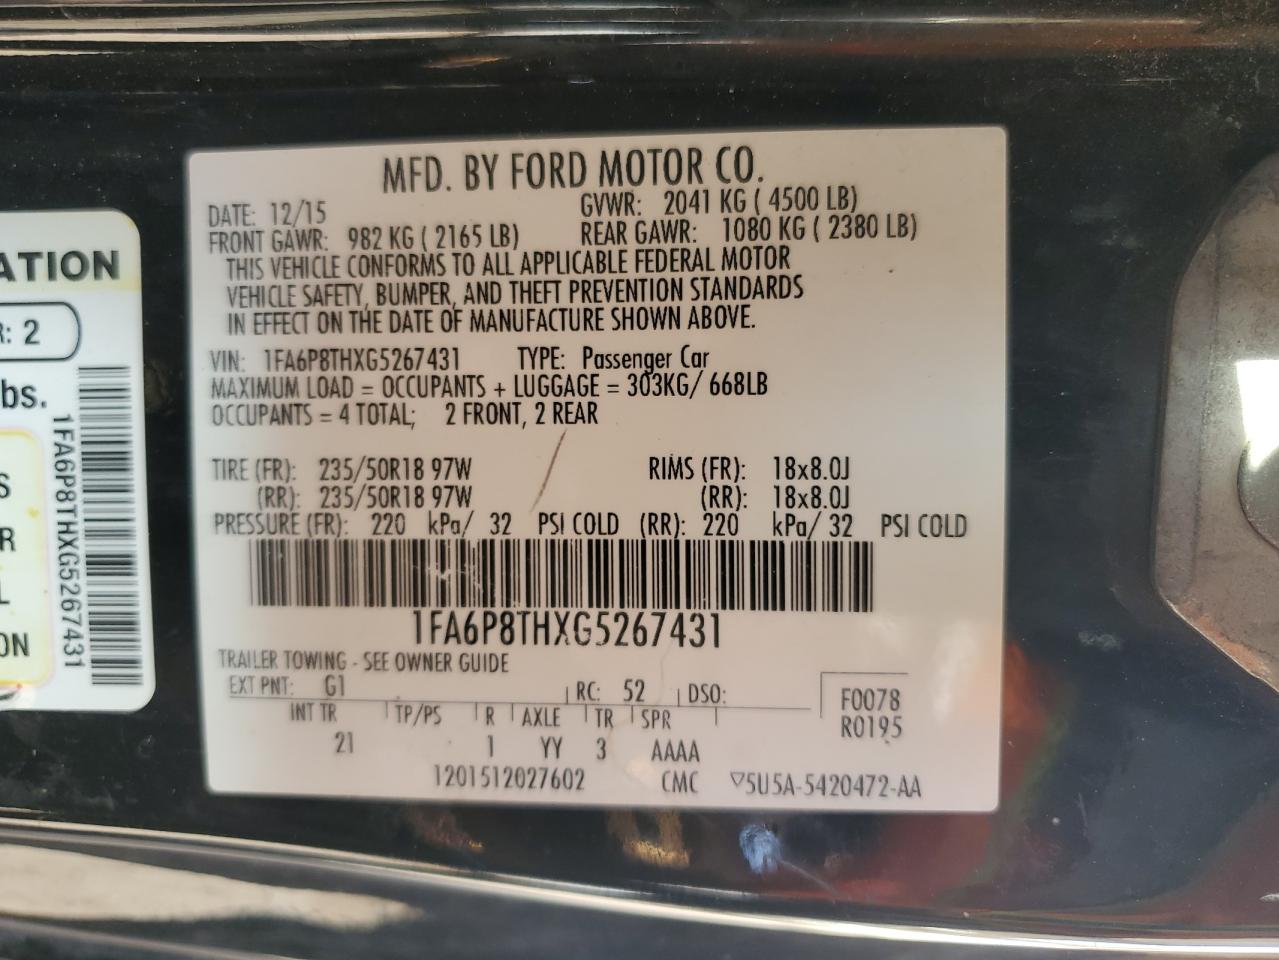 MFD. BY FORD MOTOR CO.
DATE: 12/15 GVWR: 2041 KG ( 4500 LB)
FRONT GAWR: 982 KG ( 2165 LB) REAR GAWR: 1080 KG ( 2380 LB)
THIS VEHICLE CONFORMS TO ALL APPLICABLE FEDERAL MOTOR
VEHICLE SAFETY, BUMPER, AND THEFT PREVENTION STANDARDS
IN EFFECT ON THE DATE OF MANUFACTURE SHOWN ABOVE.
VIN: 1FA6P8THXG5267431 TYPE: Passenger Car
MAXIMUM LOAD = OCCUPANTS + LUGGAGE = 303KG/ 668LB
OCCUPANTS = 4 TOTAL; 2 FRONT, 2 REAR
TIRE (FR): 235/50R18 97W RIMS (FR): 18x8.0J
(RR): 235/50R18 97W (RR): 18x8.0J
PRESSURE (FR): 220 kPa/ 32 PSI COLD (RR): 220 kPa/ 32 PSI COLD
1FA6P8THXG5267431
TRAILER TOWING - SEE OWNER GUIDE
EXT PNT: G1 RC: 52 DSO:
INT TR TP/PS R AXLE TR SPR
21 1 YY 3 AAAA
F0078
R0195
1201512027602 CMC ▽5U5A-5420472-AA
ATION
R: 2
bs.
S
R
L
ON
1FA6P8THXG5267431